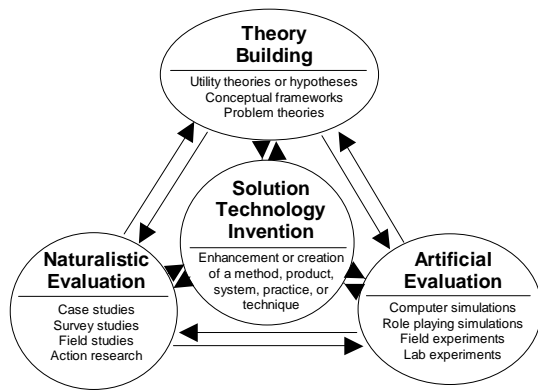 Theory
Building
Utility theories or hypotheses
Conceptual frameworks
Problem theories
Solution
Technology
Invention
Enhancement or creation
of a method, product,
system, practice, or
technique
Naturalistic
Evaluation
Case studies
Survey studies
Field studies
Action research
Artificial
Evaluation
Computer simulations
Role playing simulations
Field experiments
Lab experiments